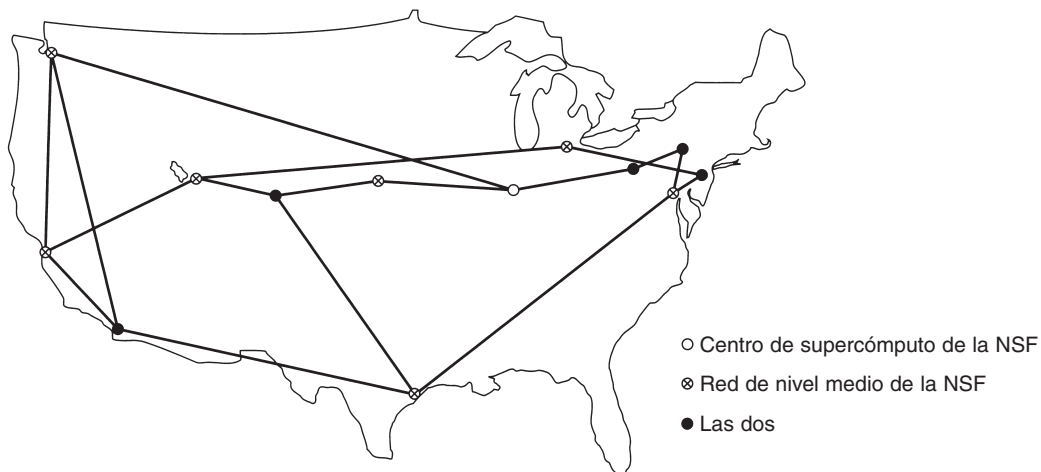 Centro de supercómputo de la NSF
Red de nivel medio de la NSF
Las dos